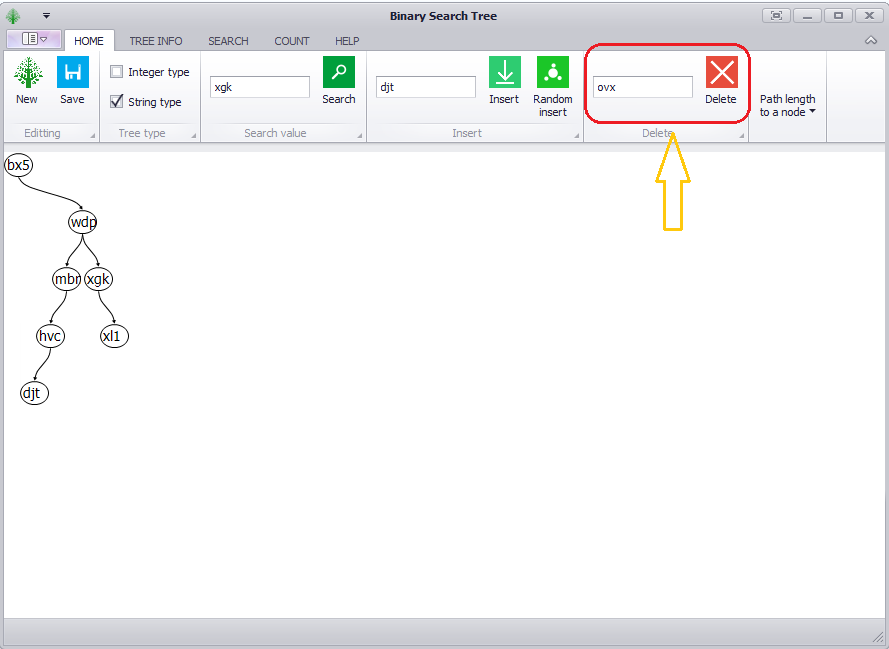 Binary Search Tree
HOME TREE INFO SEARCH COUNT HELP
Integer type
String type
xgk
djt
ovx
New Save Search Insert Random insert Delete Path length to a node
Editing Tree type Search value Insert Delete
bx5
wdp
mbr xgk
hvc xl1
djt